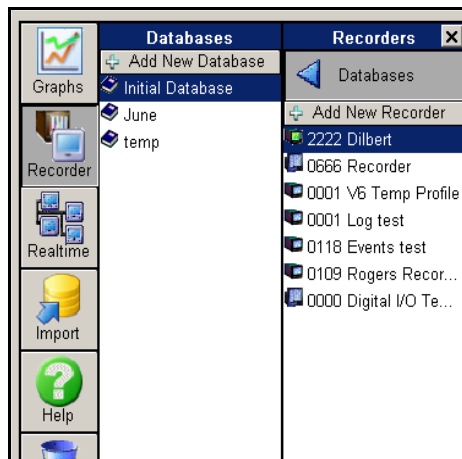 Graphs
Recorder
Realtime
Import
Help
Databases
Add New Database
Initial Database
June
temp
Recorders
Databases
Add New Recorder
2222 Dilbert
0666 Recorder
0001 V6 Temp Profile
0001 Log test
0118 Events test
0109 Rogers Recor...
0000 Digital I/O Te...